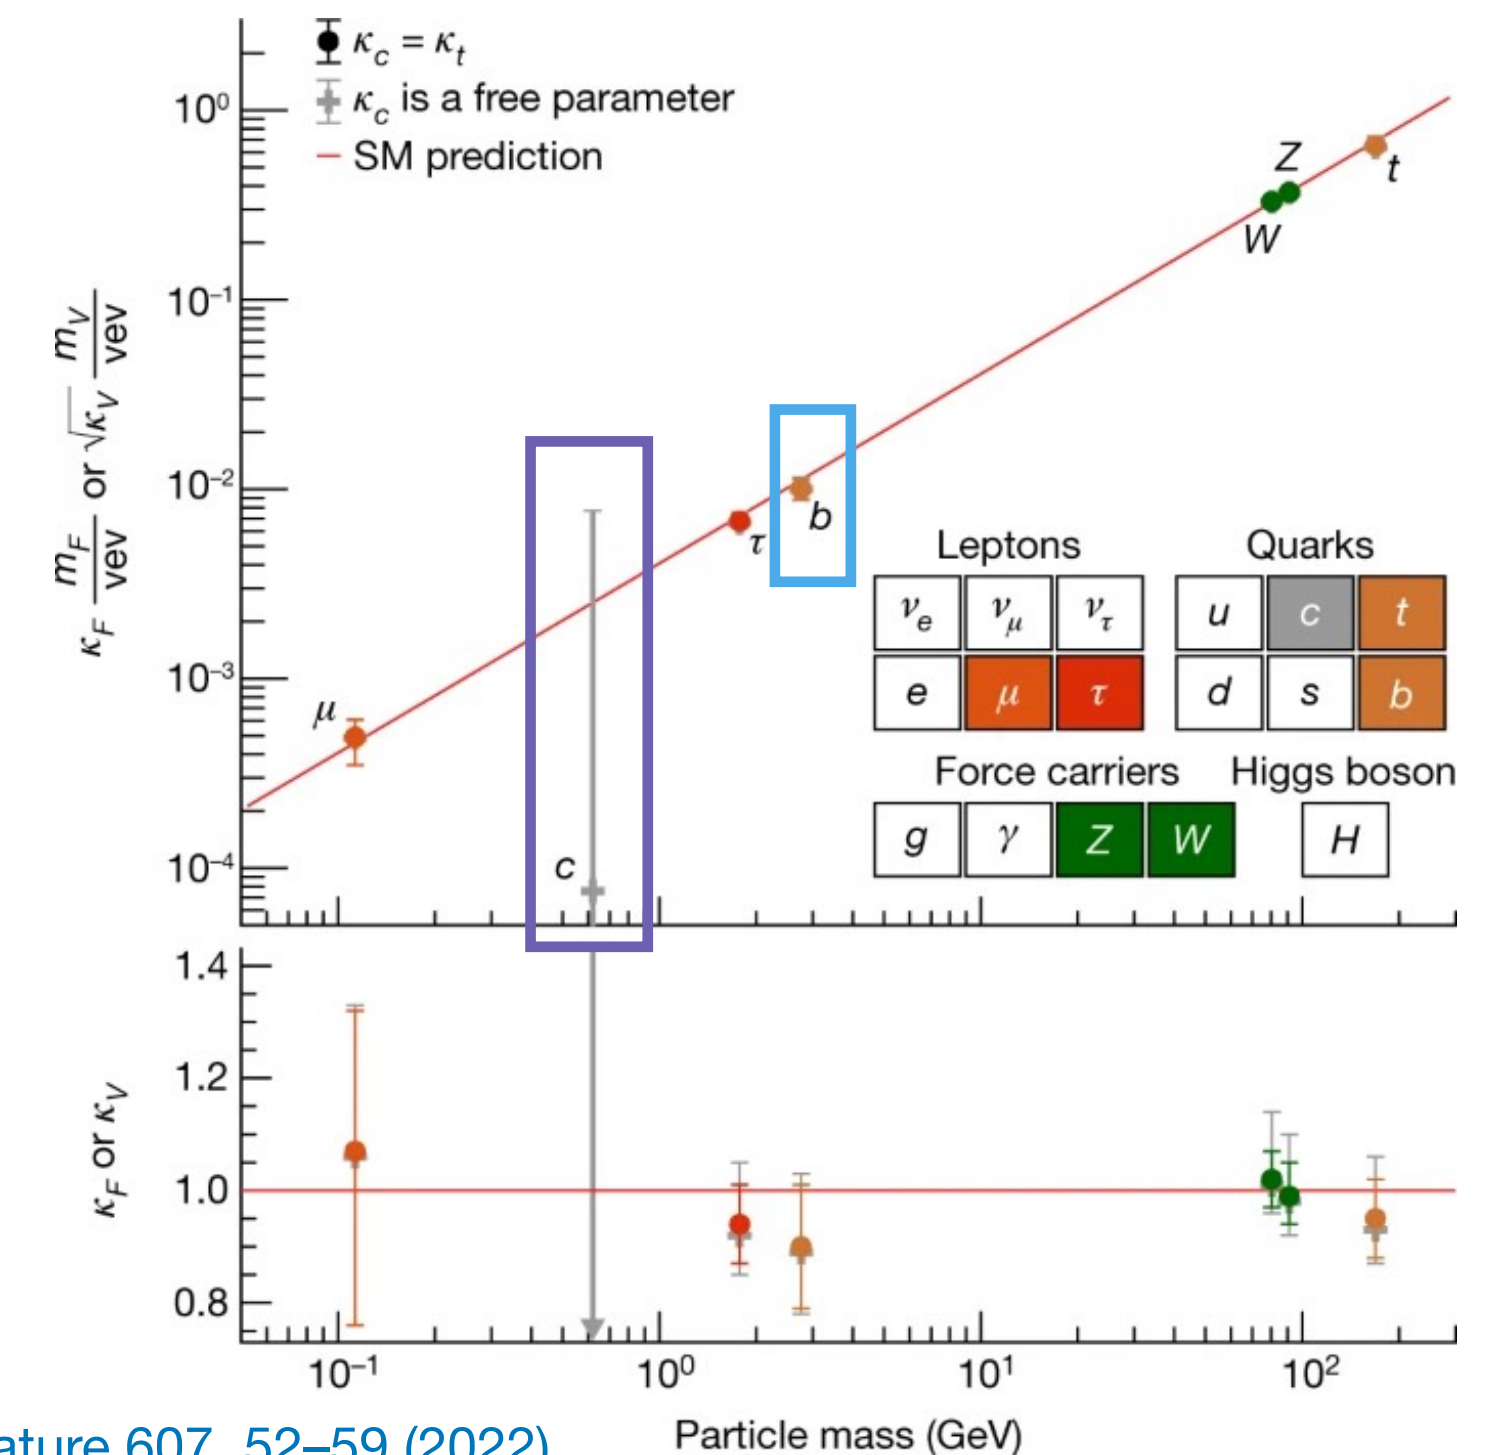 κc = κt
κc is a free parameter
SM prediction
10⁰
10⁻¹
10⁻²
10⁻³
10⁻⁴
κF mF/vev or √κV mV/vev
μ
c
τ
b
W
Z
t
Leptons
νe νμ ντ
e μ τ
Quarks
u c t
d s b
Force carriers
g γ Z W
Higgs boson
H
1.4
1.2
1.0
0.8
κF or κV
10⁻¹ 10⁰ 10¹ 10²
Particle mass (GeV)
ature 607, 52–59 (2022)